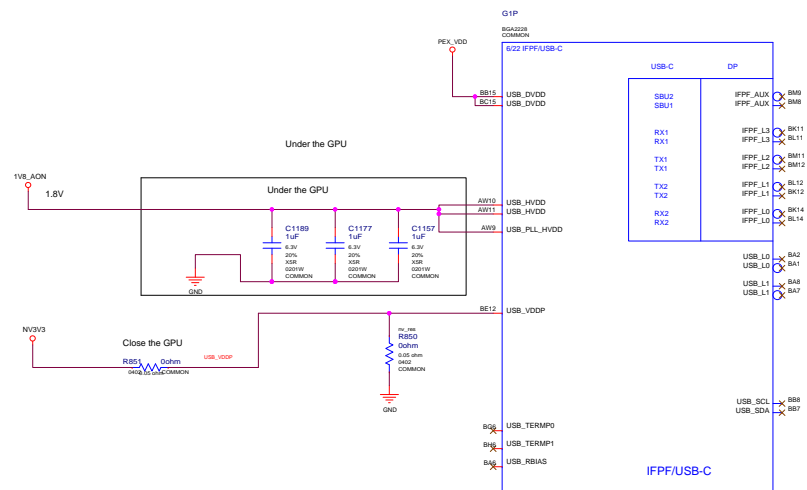 G1P
BGA2228
COMMON
6/22 IFPF/USB-C
PEX_VDD
USB-C
DP
BB15 USB_DVDD
BC15 USB_DVDD
SBU2 IFPF_AUX BM9
SBU1 IFPF_AUX BM8
RX1 IFPF_L3 BK11
RX1 IFPF_L3 BL11
TX1 IFPF_L2 BM11
TX1 IFPF_L2 BM12
TX2 IFPF_L1 BL12
TX2 IFPF_L1 BK12
RX2 IFPF_L0 BK14
RX2 IFPF_L0 BL14
Under the GPU
1V8_AON
1.8V
Under the GPU
AW10 USB_HVDD
AW11 USB_HVDD
AW9 USB_PLL_HVDD
C1189
1uF
6.3V
20%
X5R
0201W
COMMON
C1177
1uF
6.3V
20%
X5R
0201W
COMMON
C1157
1uF
6.3V
20%
X5R
0201W
COMMON
GND
USB_L0 BA2
USB_L0 BA1
USB_L1 BA8
USB_L1 BA7
BE12 USB_VDDP
NV3V3
Close the GPU
R851 0ohm
0402 0.05 ohm COMMON
USB_VDDP
nv_res
R850
0ohm
0.05 ohm
0402
COMMON
GND
USB_SCL BB8
USB_SDA BB7
BG6 USB_TERMP0
BH6 USB_TERMP1
BA6 USB_RBIAS
IFPF/USB-C